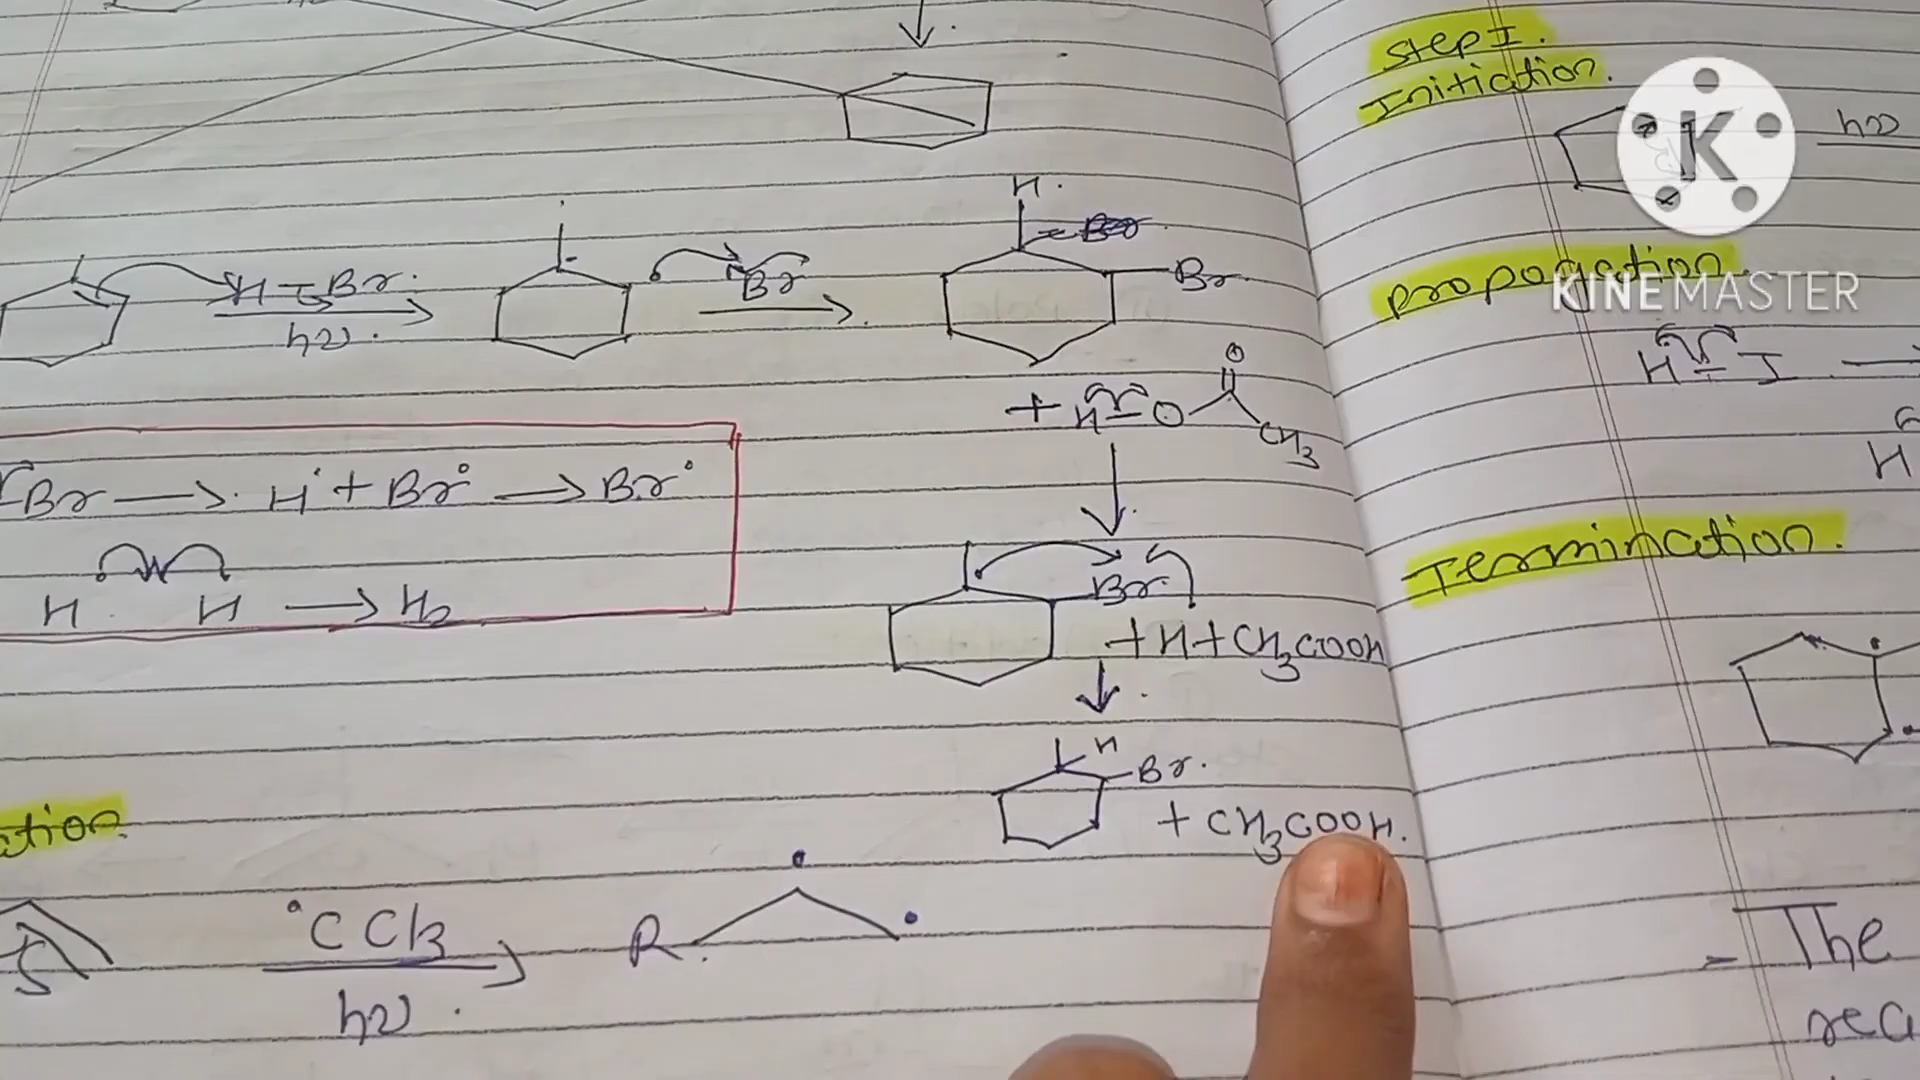 H
Br
Br
H - Br.
hν.
Br
+ H - O
O
CH3
Br → H· + Br° → Br°
H H → H2
Br
+ H + CH3COOH
H
Br.
+ CH3COOH.
ation
°CCl3
hν.
R
Step I.
Initiation.
hν
K
KINEMASTER
propagation.
H - I →
H
Termination.
- The
rea